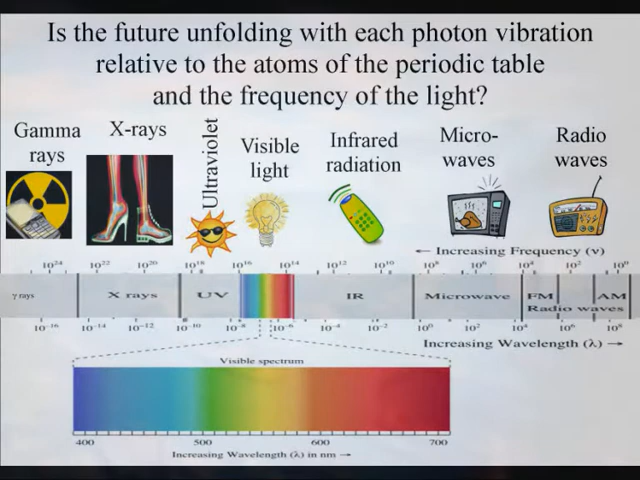 Is the future unfolding with each photon vibration
relative to the atoms of the periodic table
and the frequency of the light?
Gamma
rays
X-rays
Ultraviolet
Visible
light
Infrared
radiation
Micro-
waves
Radio
waves
← Increasing Frequency (ν)
10²⁴ 10²² 10²⁰ 10¹⁸ 10¹⁶ 10¹⁴ 10¹² 10¹⁰ 10⁸ 10⁶ 10² 10⁰
γ rays X rays UV IR Microwave FM AM
Radio waves
10⁻¹⁶ 10⁻¹⁴ 10⁻¹² 10⁻¹⁰ 10⁻⁸ 10⁻⁶ 10⁻⁴ 10⁻² 10⁰ 10² 10⁴ 10⁶ 10⁸
Increasing Wavelength (λ) →
Visible spectrum
400 500 600 700
Increasing Wavelength (λ) in nm →